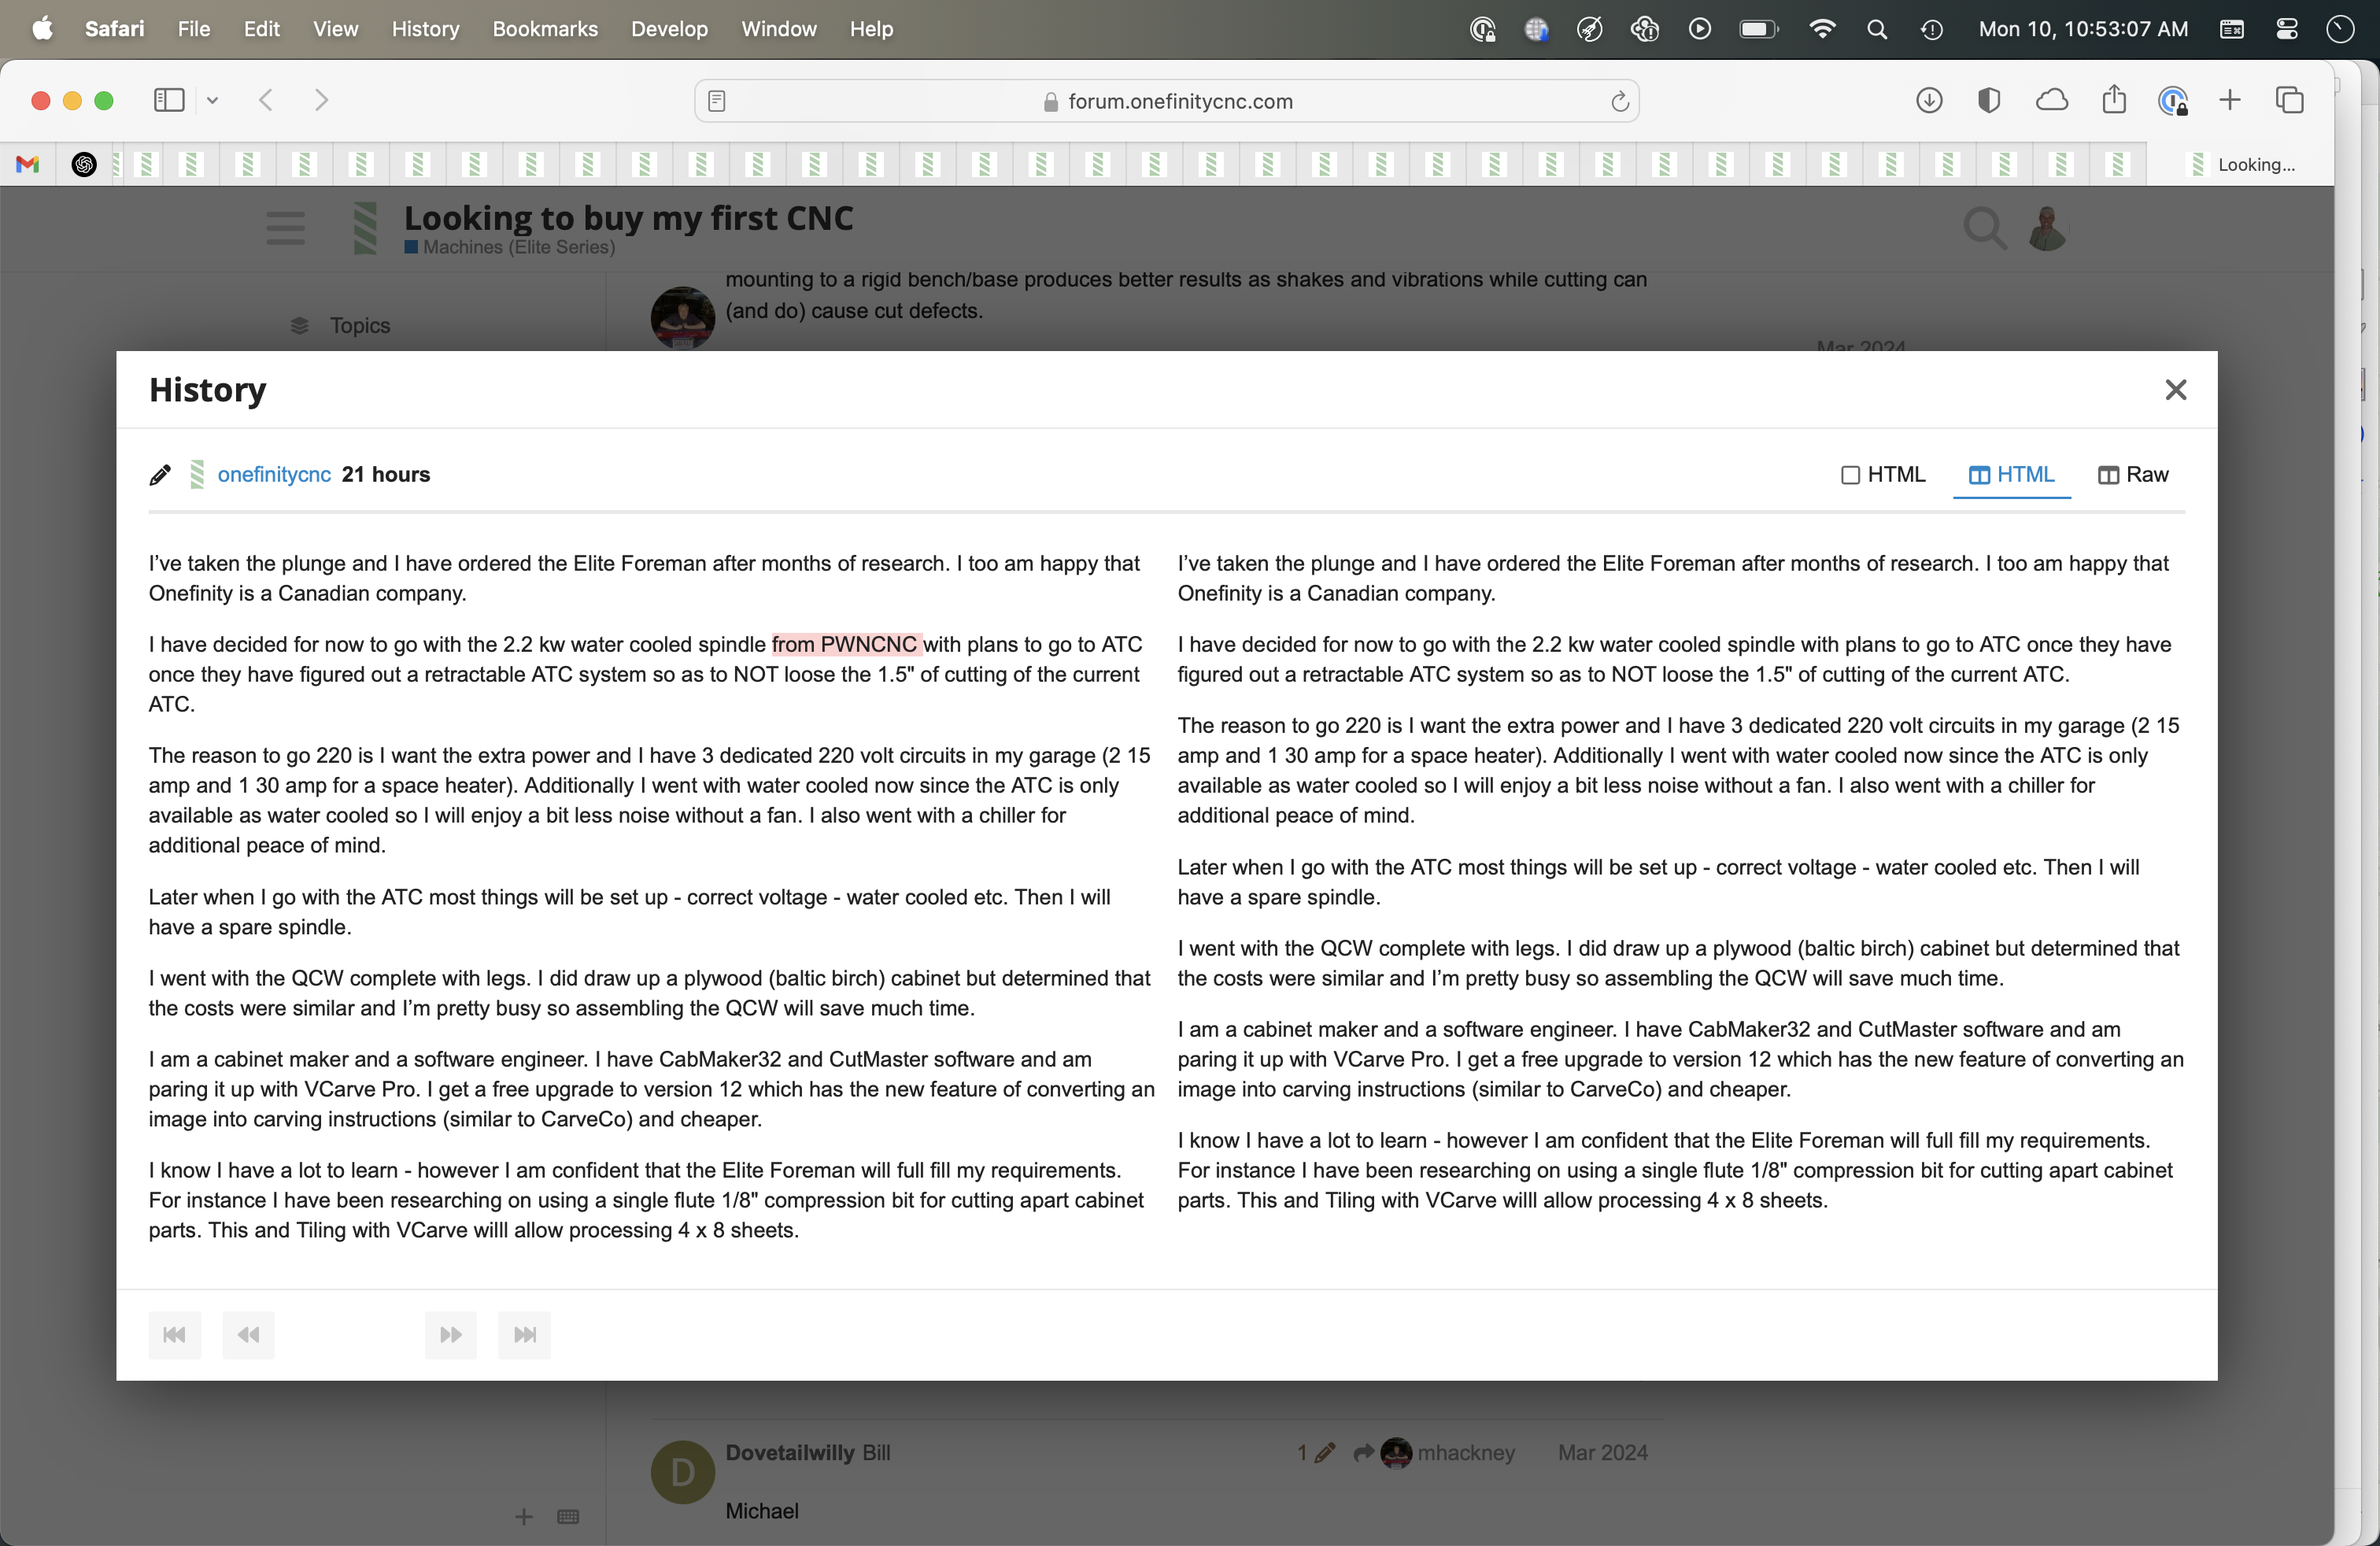 Safari File Edit View History Bookmarks Develop Window Help Mon 10, 10:53:07 AM
forum.onefinitycnc.com
Looking...
Looking to buy my first CNC
Machines (Elite Series)
mounting to a rigid bench/base produces better results as shakes and vibrations while cutting can
(and do) cause cut defects.
Topics
Mar 2024
History
onefinitycnc 21 hours
HTML HTML Raw
I’ve taken the plunge and I have ordered the Elite Foreman after months of research. I too am happy that
Onefinity is a Canadian company.
I have decided for now to go with the 2.2 kw water cooled spindle from PWNCNC with plans to go to ATC
once they have figured out a retractable ATC system so as to NOT loose the 1.5" of cutting of the current
ATC.
The reason to go 220 is I want the extra power and I have 3 dedicated 220 volt circuits in my garage (2 15
amp and 1 30 amp for a space heater). Additionally I went with water cooled now since the ATC is only
available as water cooled so I will enjoy a bit less noise without a fan. I also went with a chiller for
additional peace of mind.
Later when I go with the ATC most things will be set up - correct voltage - water cooled etc. Then I will
have a spare spindle.
I went with the QCW complete with legs. I did draw up a plywood (baltic birch) cabinet but determined that
the costs were similar and I’m pretty busy so assembling the QCW will save much time.
I am a cabinet maker and a software engineer. I have CabMaker32 and CutMaster software and am
paring it up with VCarve Pro. I get a free upgrade to version 12 which has the new feature of converting an
image into carving instructions (similar to CarveCo) and cheaper.
I know I have a lot to learn - however I am confident that the Elite Foreman will full fill my requirements.
For instance I have been researching on using a single flute 1/8" compression bit for cutting apart cabinet
parts. This and Tiling with VCarve willl allow processing 4 x 8 sheets.
I’ve taken the plunge and I have ordered the Elite Foreman after months of research. I too am happy that
Onefinity is a Canadian company.
I have decided for now to go with the 2.2 kw water cooled spindle with plans to go to ATC once they have
figured out a retractable ATC system so as to NOT loose the 1.5" of cutting of the current ATC.
The reason to go 220 is I want the extra power and I have 3 dedicated 220 volt circuits in my garage (2 15
amp and 1 30 amp for a space heater). Additionally I went with water cooled now since the ATC is only
available as water cooled so I will enjoy a bit less noise without a fan. I also went with a chiller for
additional peace of mind.
Later when I go with the ATC most things will be set up - correct voltage - water cooled etc. Then I will
have a spare spindle.
I went with the QCW complete with legs. I did draw up a plywood (baltic birch) cabinet but determined that
the costs were similar and I’m pretty busy so assembling the QCW will save much time.
I am a cabinet maker and a software engineer. I have CabMaker32 and CutMaster software and am
paring it up with VCarve Pro. I get a free upgrade to version 12 which has the new feature of converting an
image into carving instructions (similar to CarveCo) and cheaper.
I know I have a lot to learn - however I am confident that the Elite Foreman will full fill my requirements.
For instance I have been researching on using a single flute 1/8" compression bit for cutting apart cabinet
parts. This and Tiling with VCarve willl allow processing 4 x 8 sheets.
D
Dovetailwilly Bill 1 mhackney Mar 2024
Michael